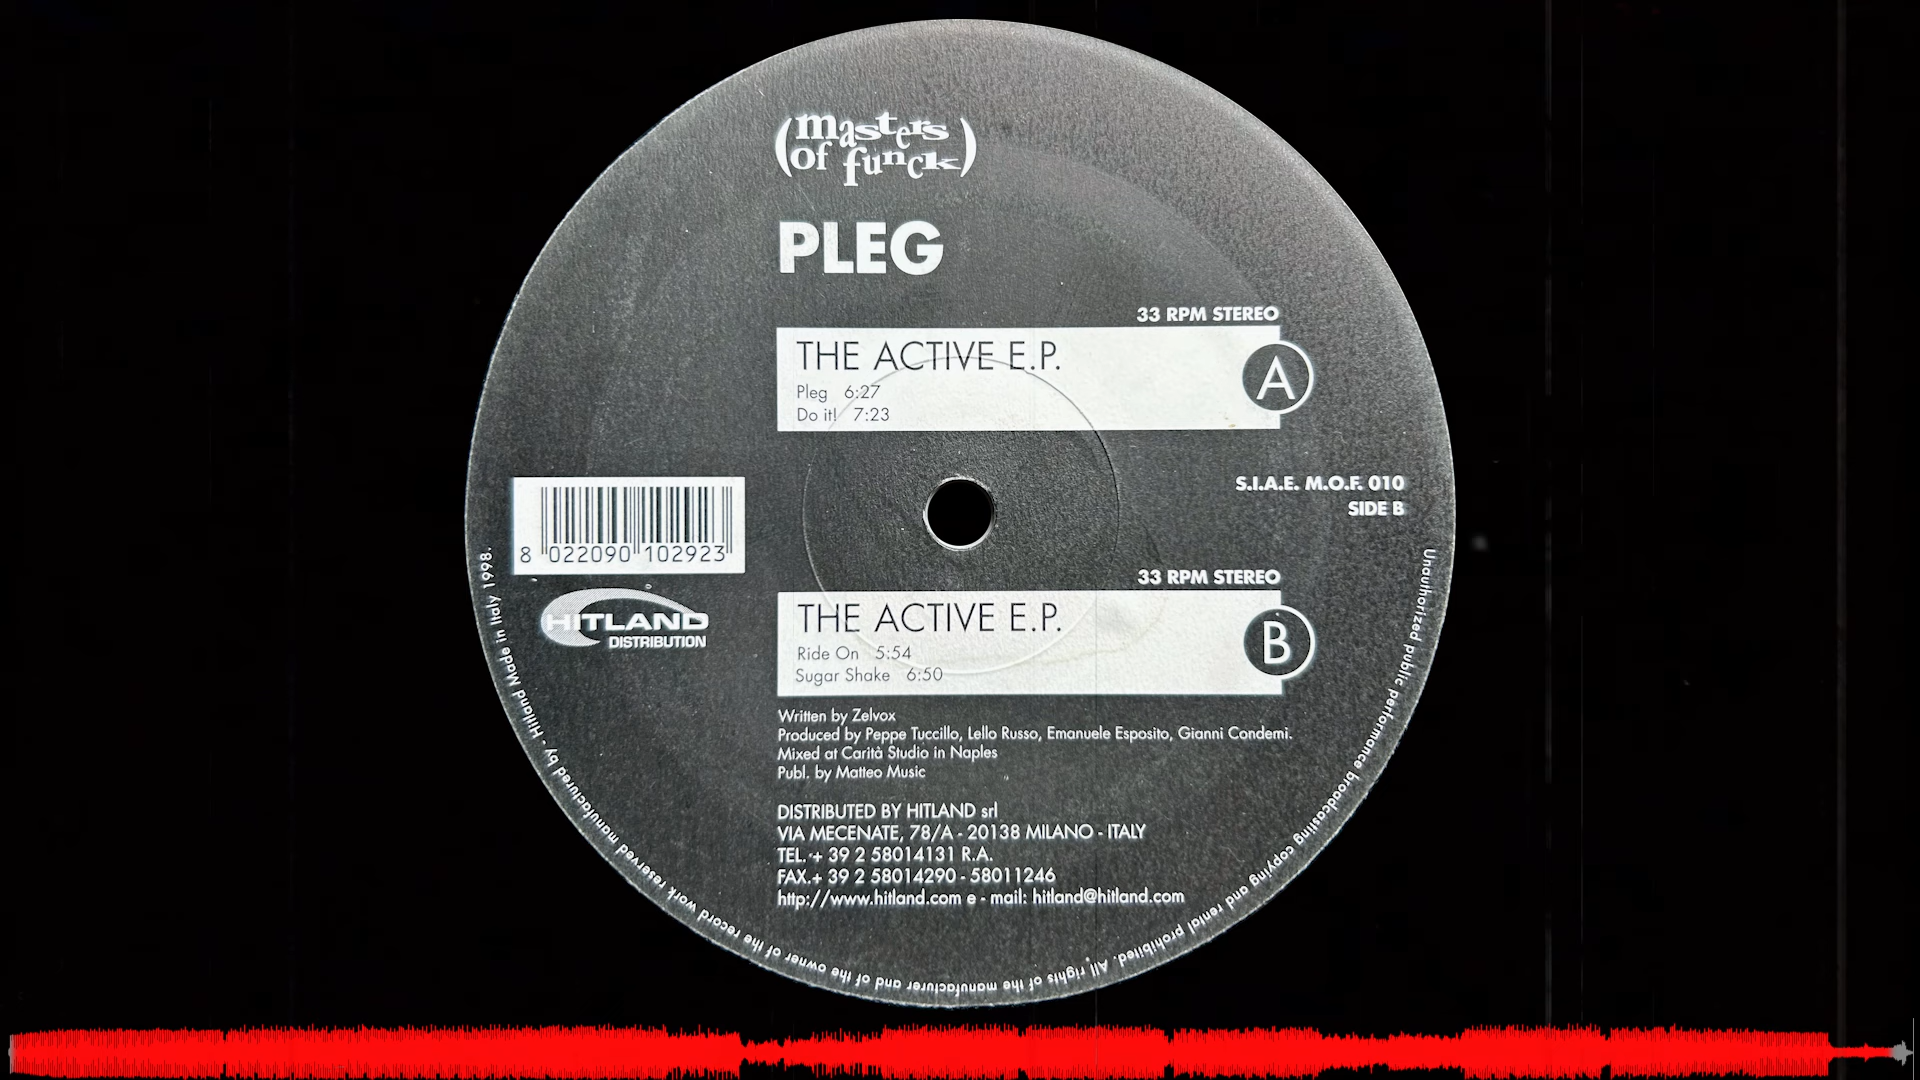 (masters
of funck)
PLEG
33 RPM STEREO
THE ACTIVE E.P.
A
Pleg 6:27
Do it! 7:23
S.I.A.E. M.O.F. 010
SIDE B
8 022090 102923
HITLAND
DISTRIBUTION
33 RPM STEREO
THE ACTIVE E.P.
B
Ride On 5:54
Sugar Shake 6:50
Written by Zelvox
Produced by Peppe Tuccillo, Lello Russo, Emanuele Esposito, Gianni Condemi.
Mixed at Carità Studio in Naples
Publ. by Matteo Music
DISTRIBUTED BY HITLAND srl
VIA MECENATE, 78/A - 20138 MILANO - ITALY
TEL. + 39 2 58014131 R.A.
FAX.+ 39 2 58014290 - 58011246
http://www.hitland.com e - mail: hitland@hitland.com
Unauthorized public performance broadcasting copying and rental prohibited. All rights of the manufacturer and of the owner of the record work reserved manufactured by - Hitland Made in Italy 1998.